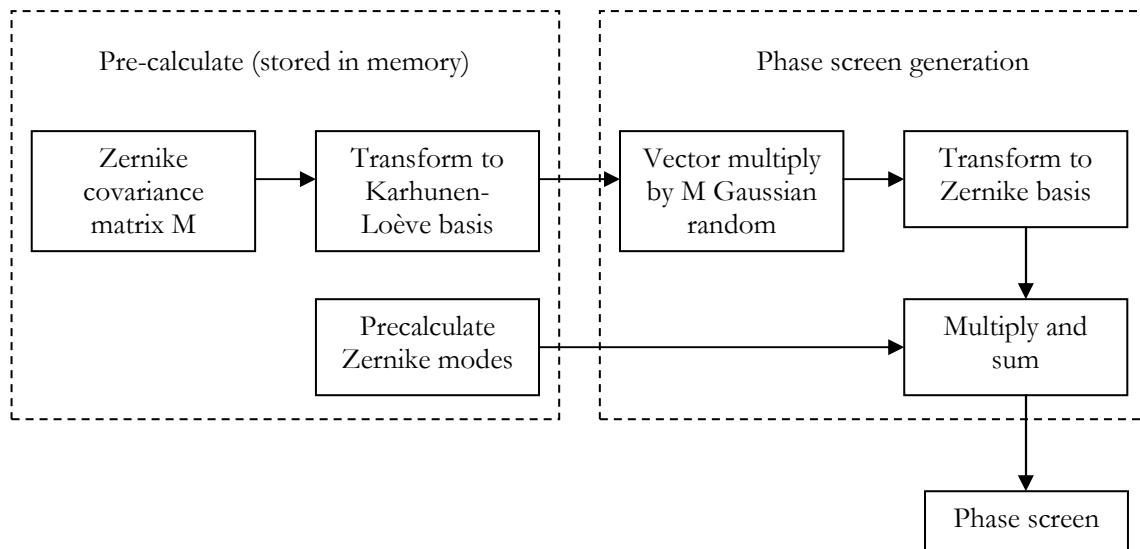 Pre-calculate (stored in memory)
Phase screen generation
Zernike
covariance
matrix M
Transform to
Karhunen-
Loève basis
Vector multiply
by M Gaussian
random
Transform to
Zernike basis
Precalculate
Zernike modes
Multiply and
sum
Phase screen